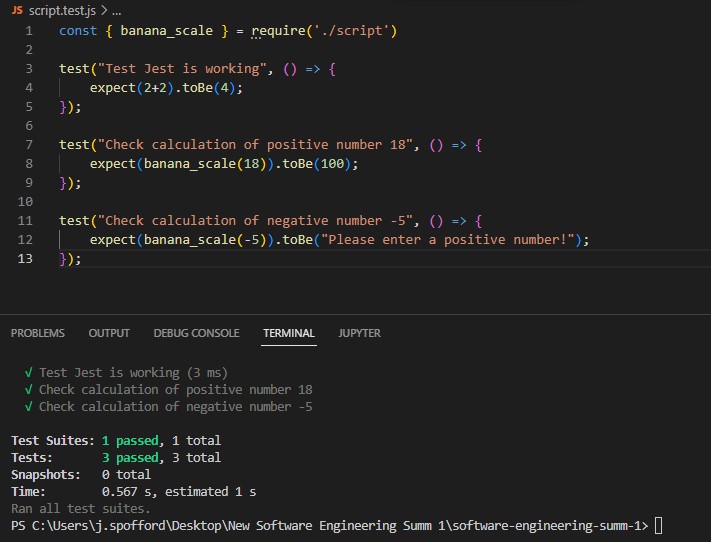 JS script.test.js > ...
1 const { banana_scale } = require('./script')
2
3 test("Test Jest is working", () => {
4 expect(2+2).toBe(4);
5 });
6
7 test("Check calculation of positive number 18", () => {
8 expect(banana_scale(18)).toBe(100);
9 });
10
11 test("Check calculation of negative number -5", () => {
12 expect(banana_scale(-5)).toBe("Please enter a positive number!");
13 });
PROBLEMS OUTPUT DEBUG CONSOLE TERMINAL JUPYTER
√ Test Jest is working (3 ms)
√ Check calculation of positive number 18
√ Check calculation of negative number -5
Test Suites: 1 passed, 1 total
Tests: 3 passed, 3 total
Snapshots: 0 total
Time: 0.567 s, estimated 1 s
Ran all test suites.
PS C:\Users\j.spofford\Desktop\New Software Engineering Summ 1\software-engineering-summ-1>